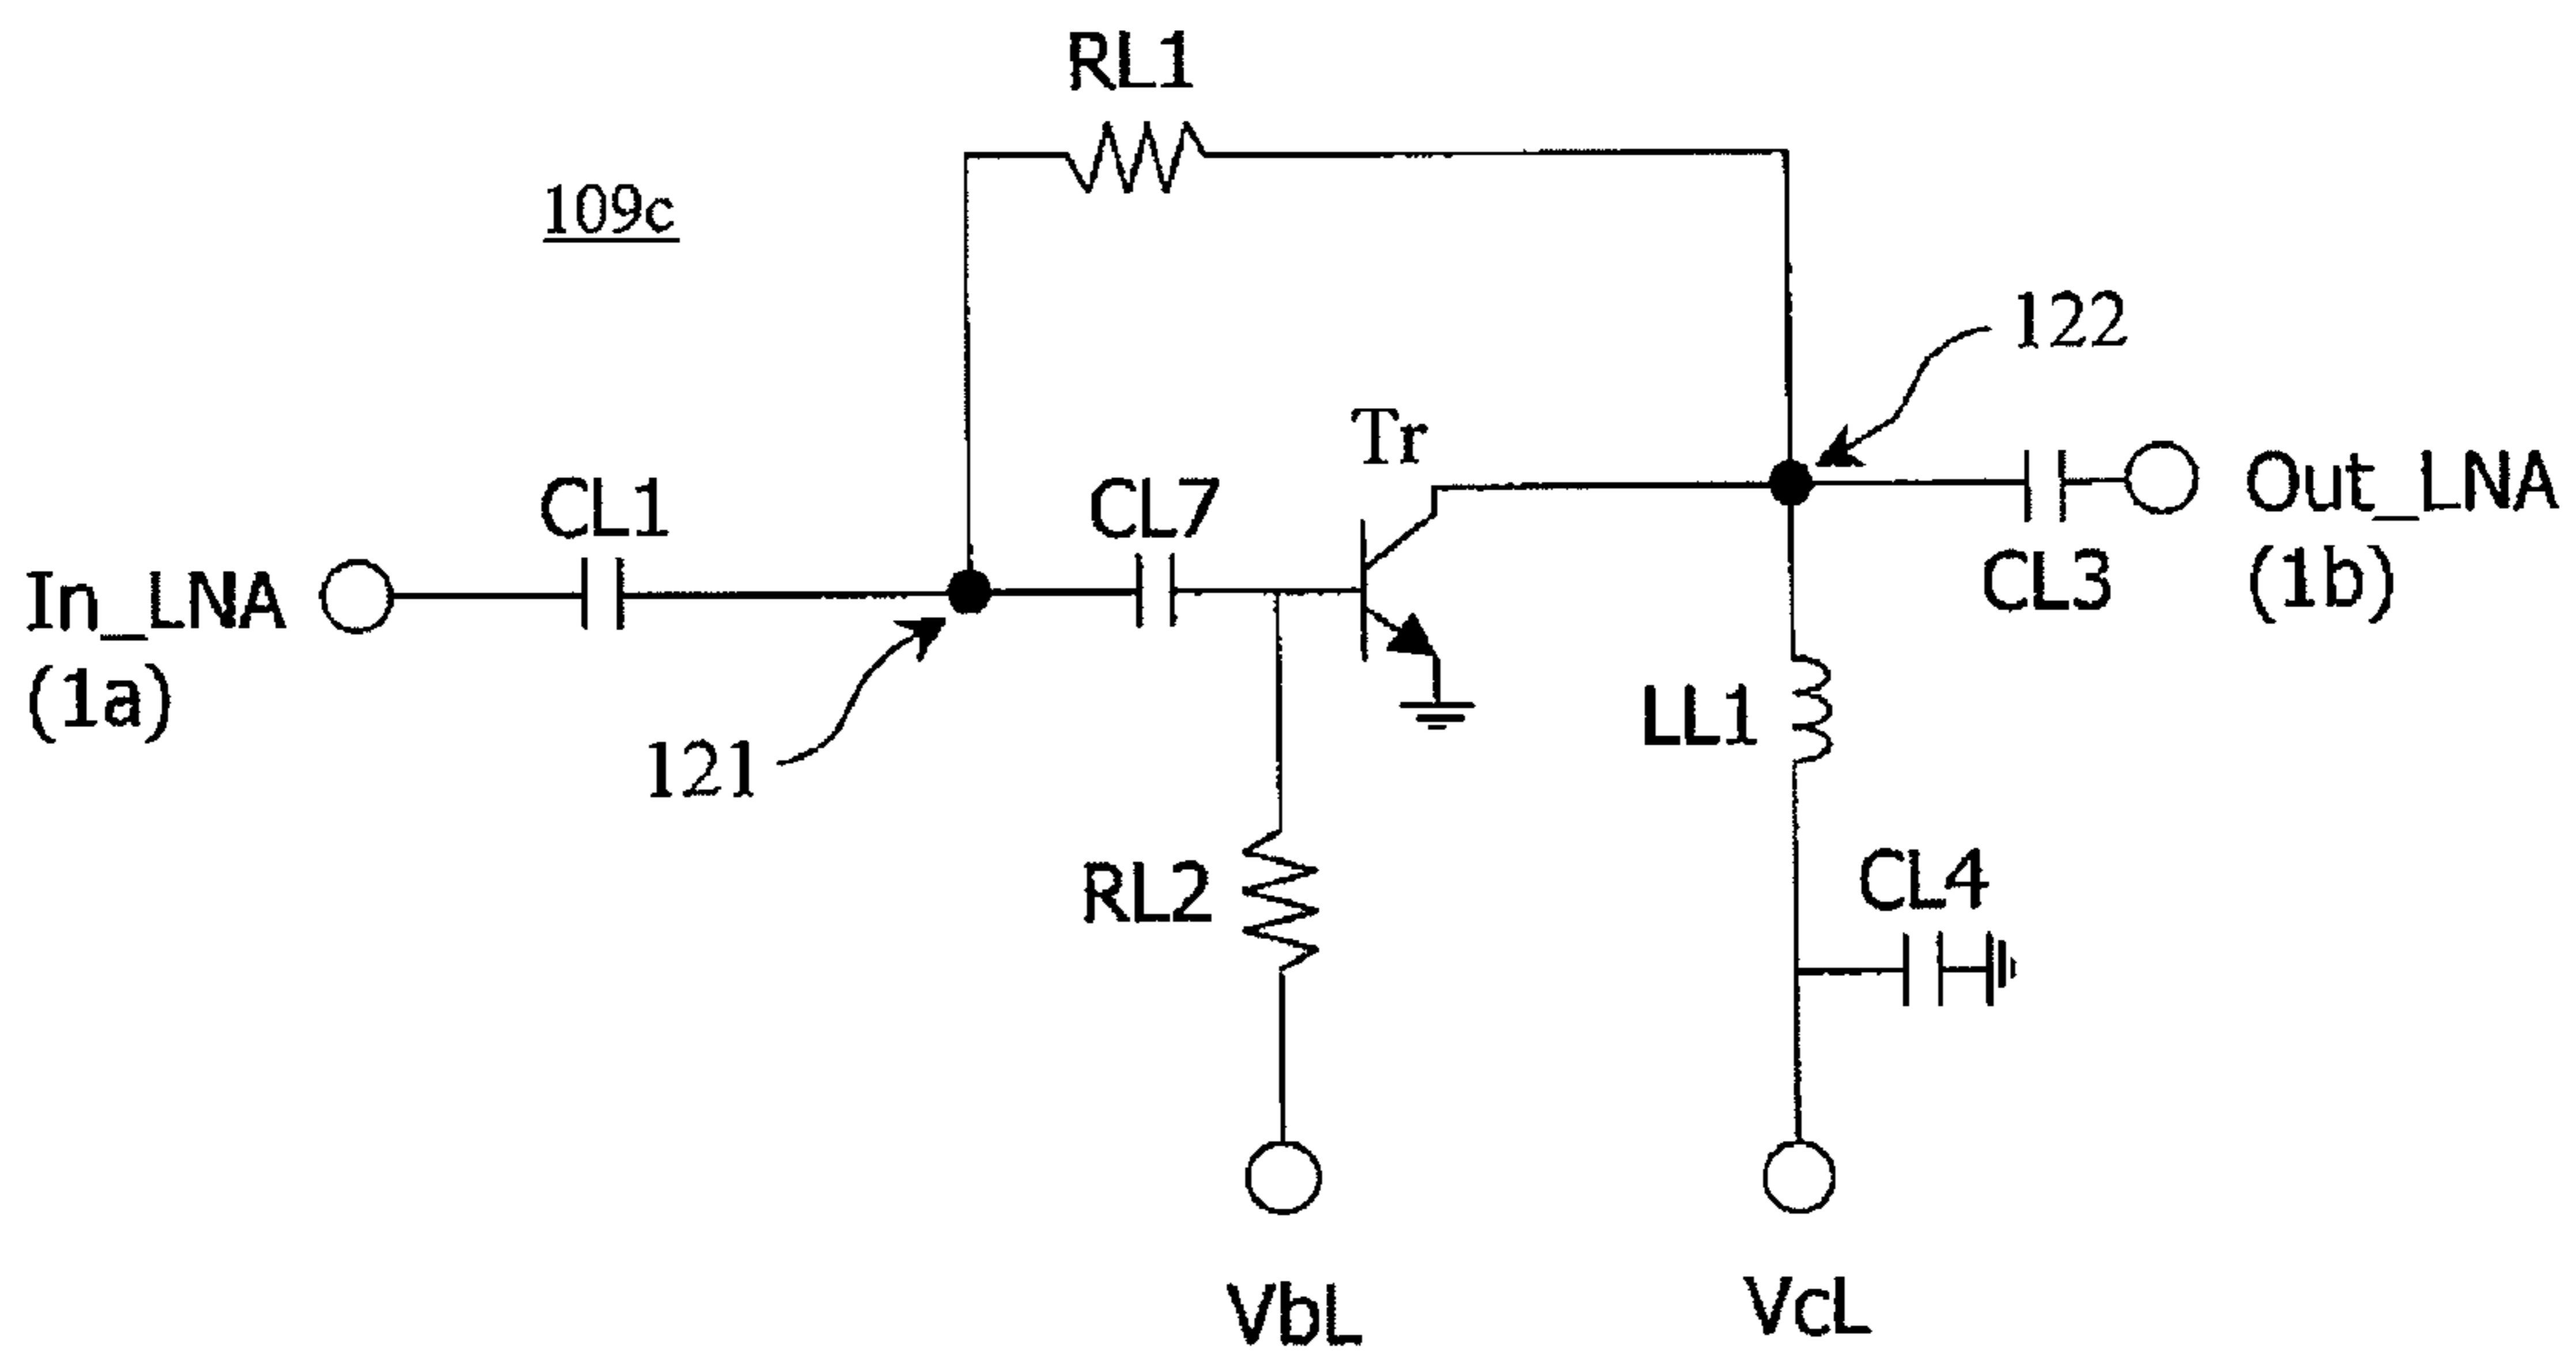 RL1
109c
122
Tr
CL1
CL7
Out_LNA
(1b)
CL3
In_LNA
(1a)
121
LL1
RL2
CL4
VbL
VcL